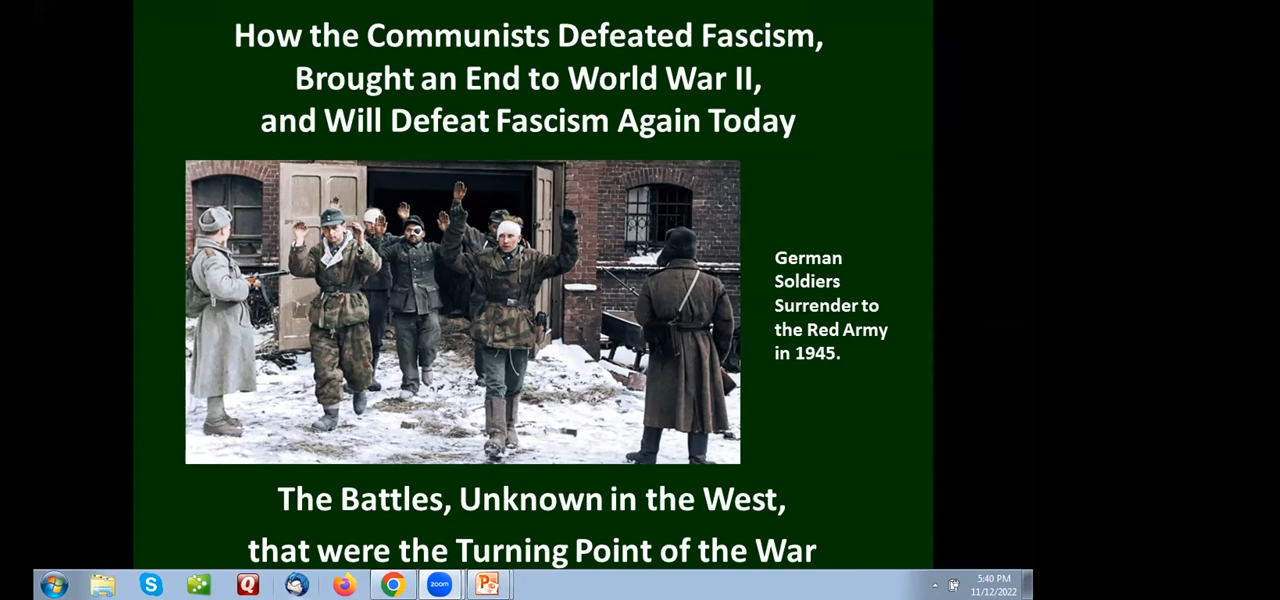 How the Communists Defeated Fascism,
Brought an End to World War II,
and Will Defeat Fascism Again Today
German
Soldiers
Surrender to
the Red Army
in 1945.
The Battles, Unknown in the West,
that were the Turning Point of the War
zoom
5:40 PM
11/12/2022